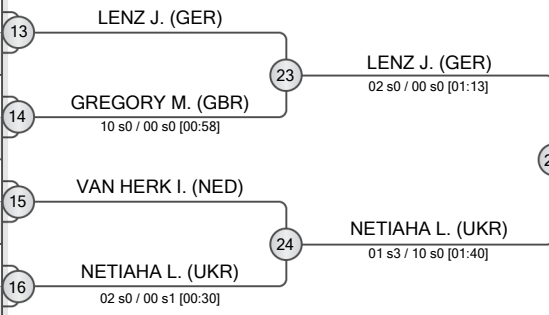 LENZ J. (GER)
13
23
LENZ J. (GER)
02 s0 / 00 s0 [01:13]
GREGORY M. (GBR)
14
10 s0 / 00 s0 [00:58]
VAN HERK I. (NED)
15
24
NETIAHA L. (UKR)
01 s3 / 10 s0 [01:40]
NETIAHA L. (UKR)
16
02 s0 / 00 s1 [00:30]